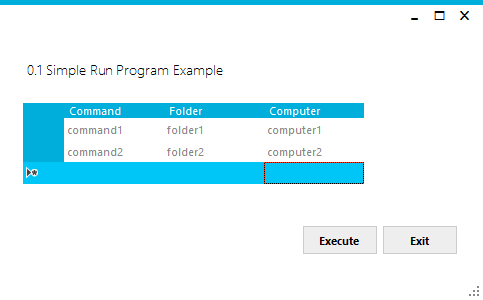 0.1 Simple Run Program Example
Command Folder Computer
command1 folder1 computer1
command2 folder2 computer2
Execute Exit